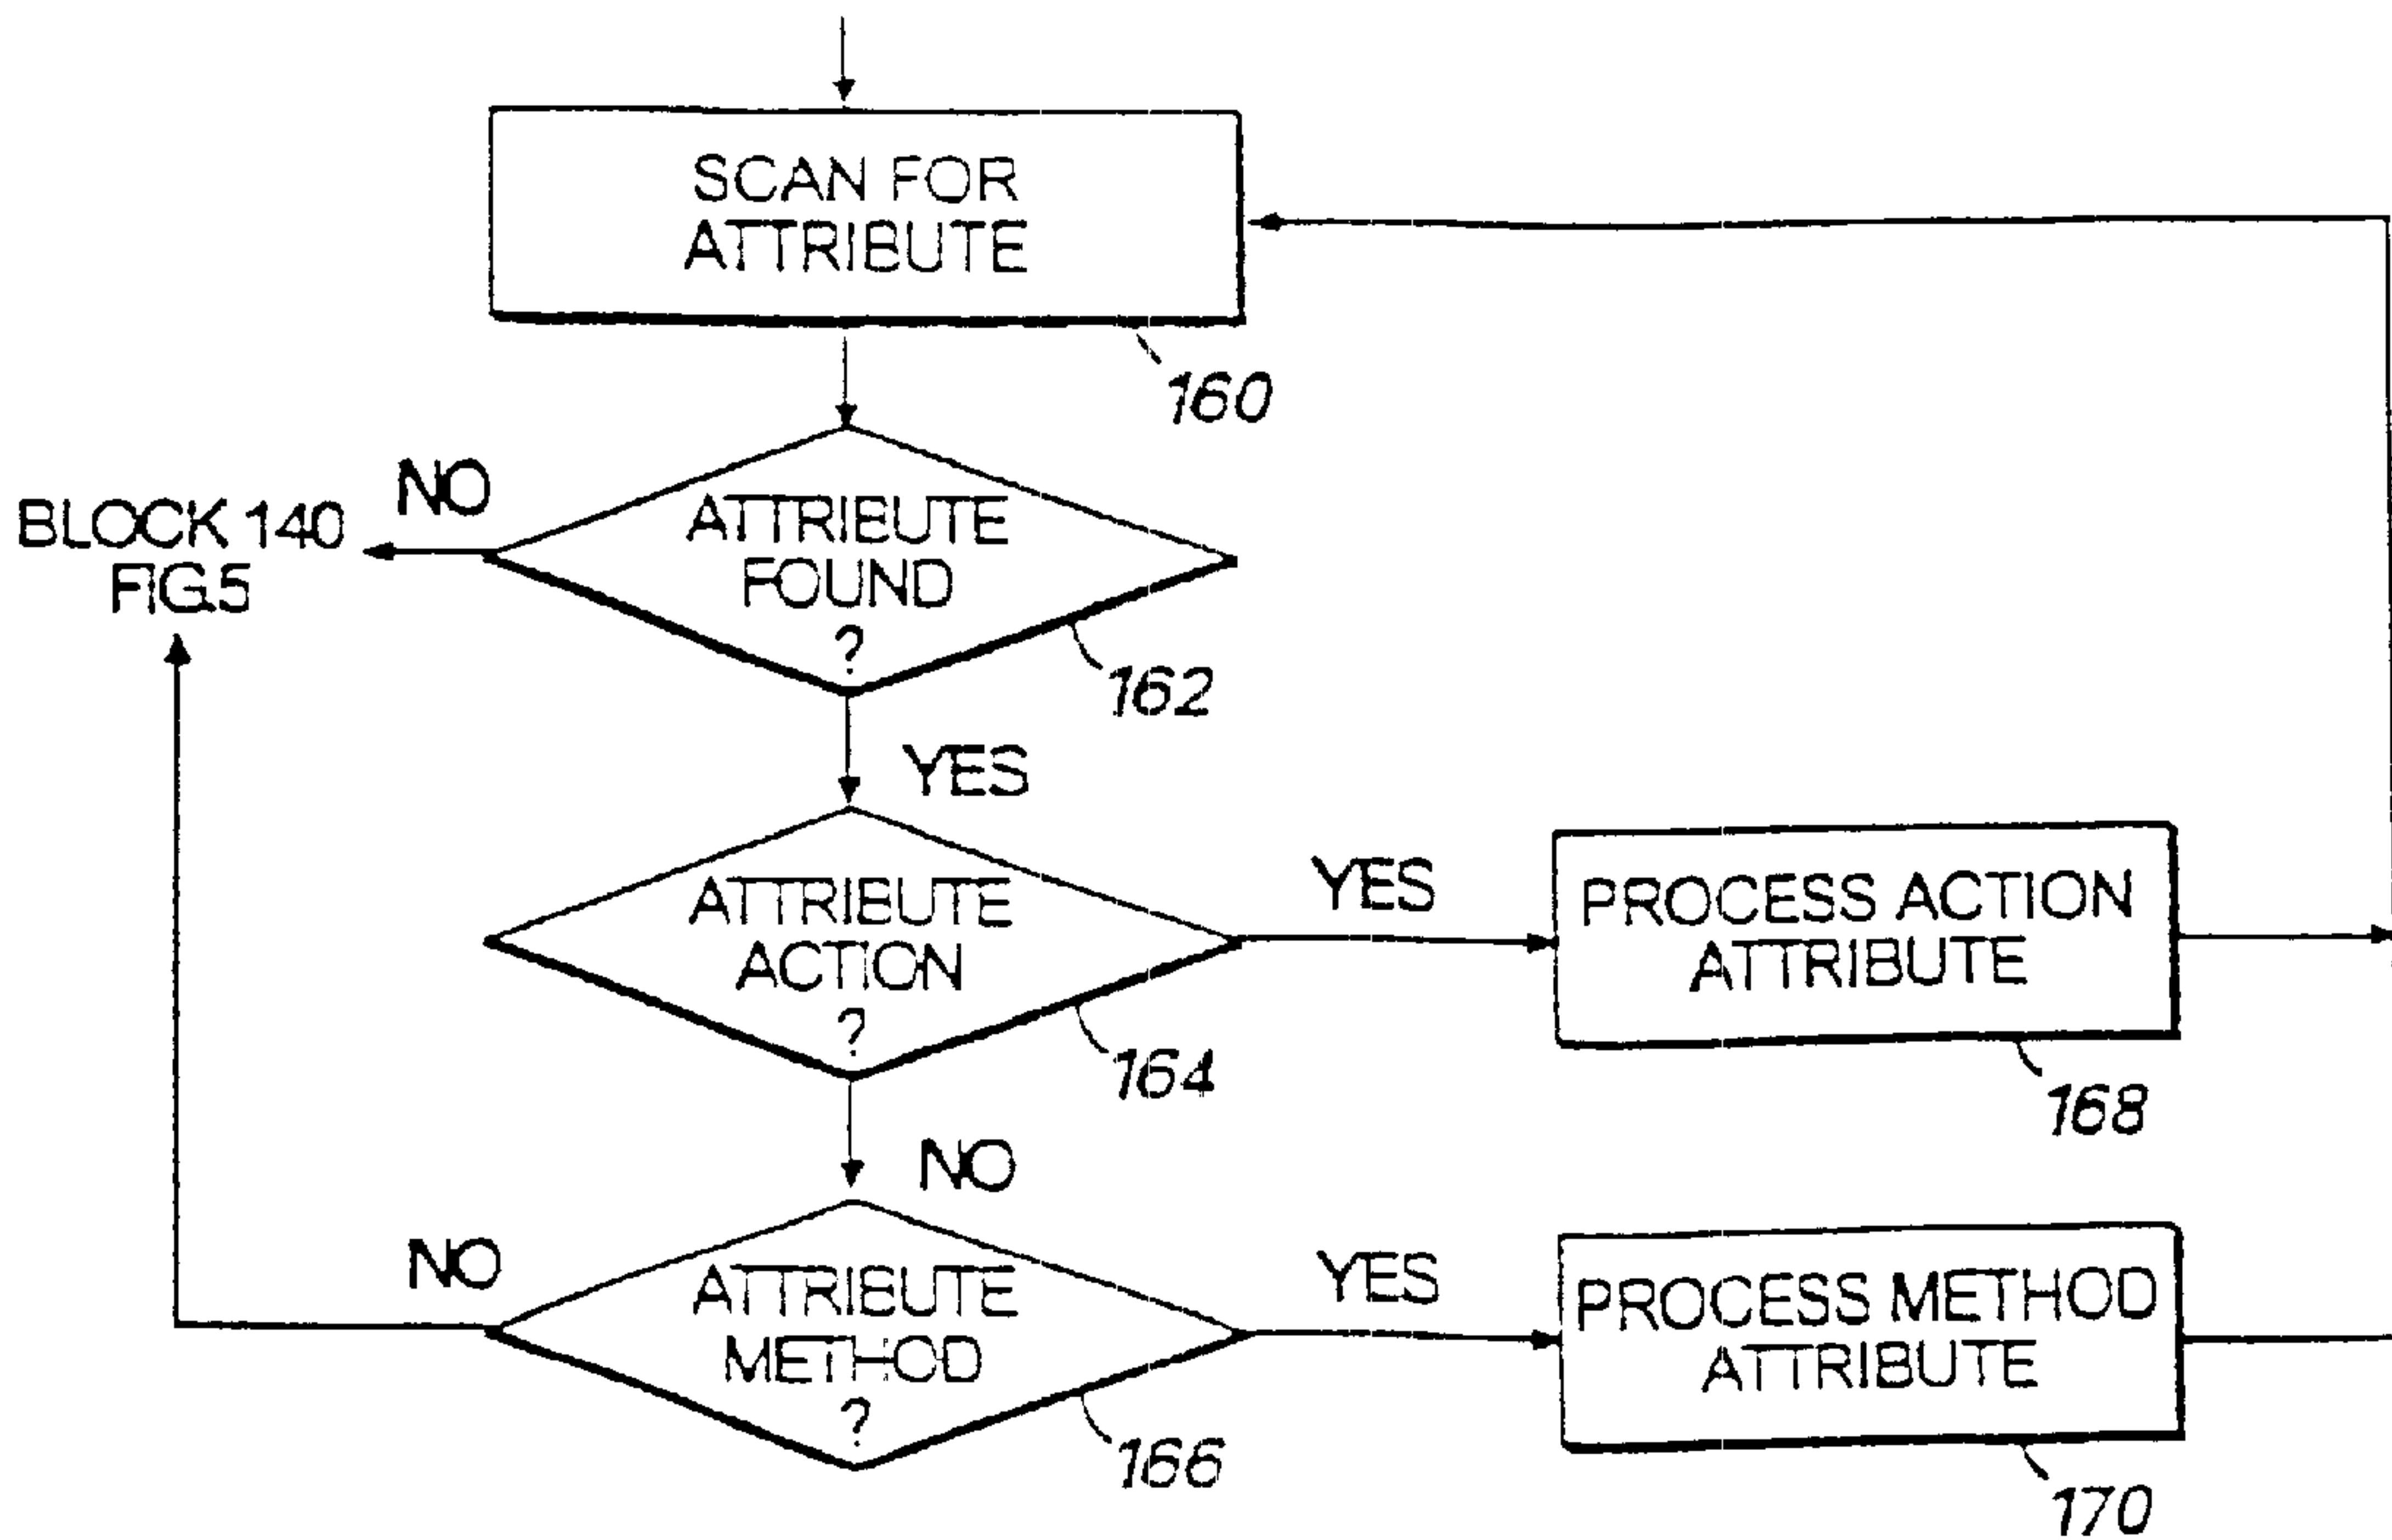 SCAN FOR
ATTRIBUTE
160
NO
BLOCK 140
FIG.5
ATTRIBUTE
FOUND
?
162
YES
ATTRIBUTE
ACTION
?
164
YES
PROCESS ACTION
ATTRIBUTE
168
NO
NO
ATTRIBUTE
METHOD
?
166
YES
PROCESS METHOD
ATTRIBUTE
170